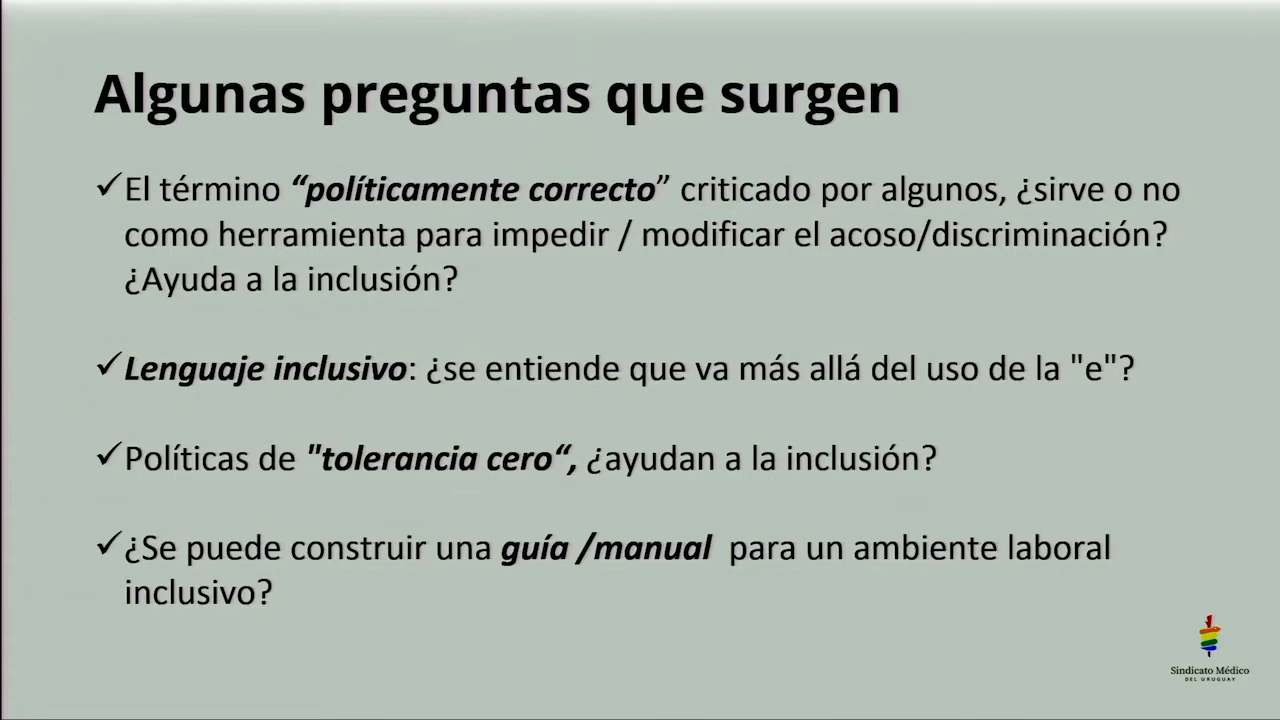 Algunas preguntas que surgen
✓El término “políticamente correcto” criticado por algunos, ¿sirve o no
como herramienta para impedir / modificar el acoso/discriminación?
¿Ayuda a la inclusión?
✓Lenguaje inclusivo: ¿se entiende que va más allá del uso de la "e"?
✓Políticas de "tolerancia cero“, ¿ayudan a la inclusión?
✓¿Se puede construir una guía /manual  para un ambiente laboral
inclusivo?
Sindicato Médico
DEL URUGUAY